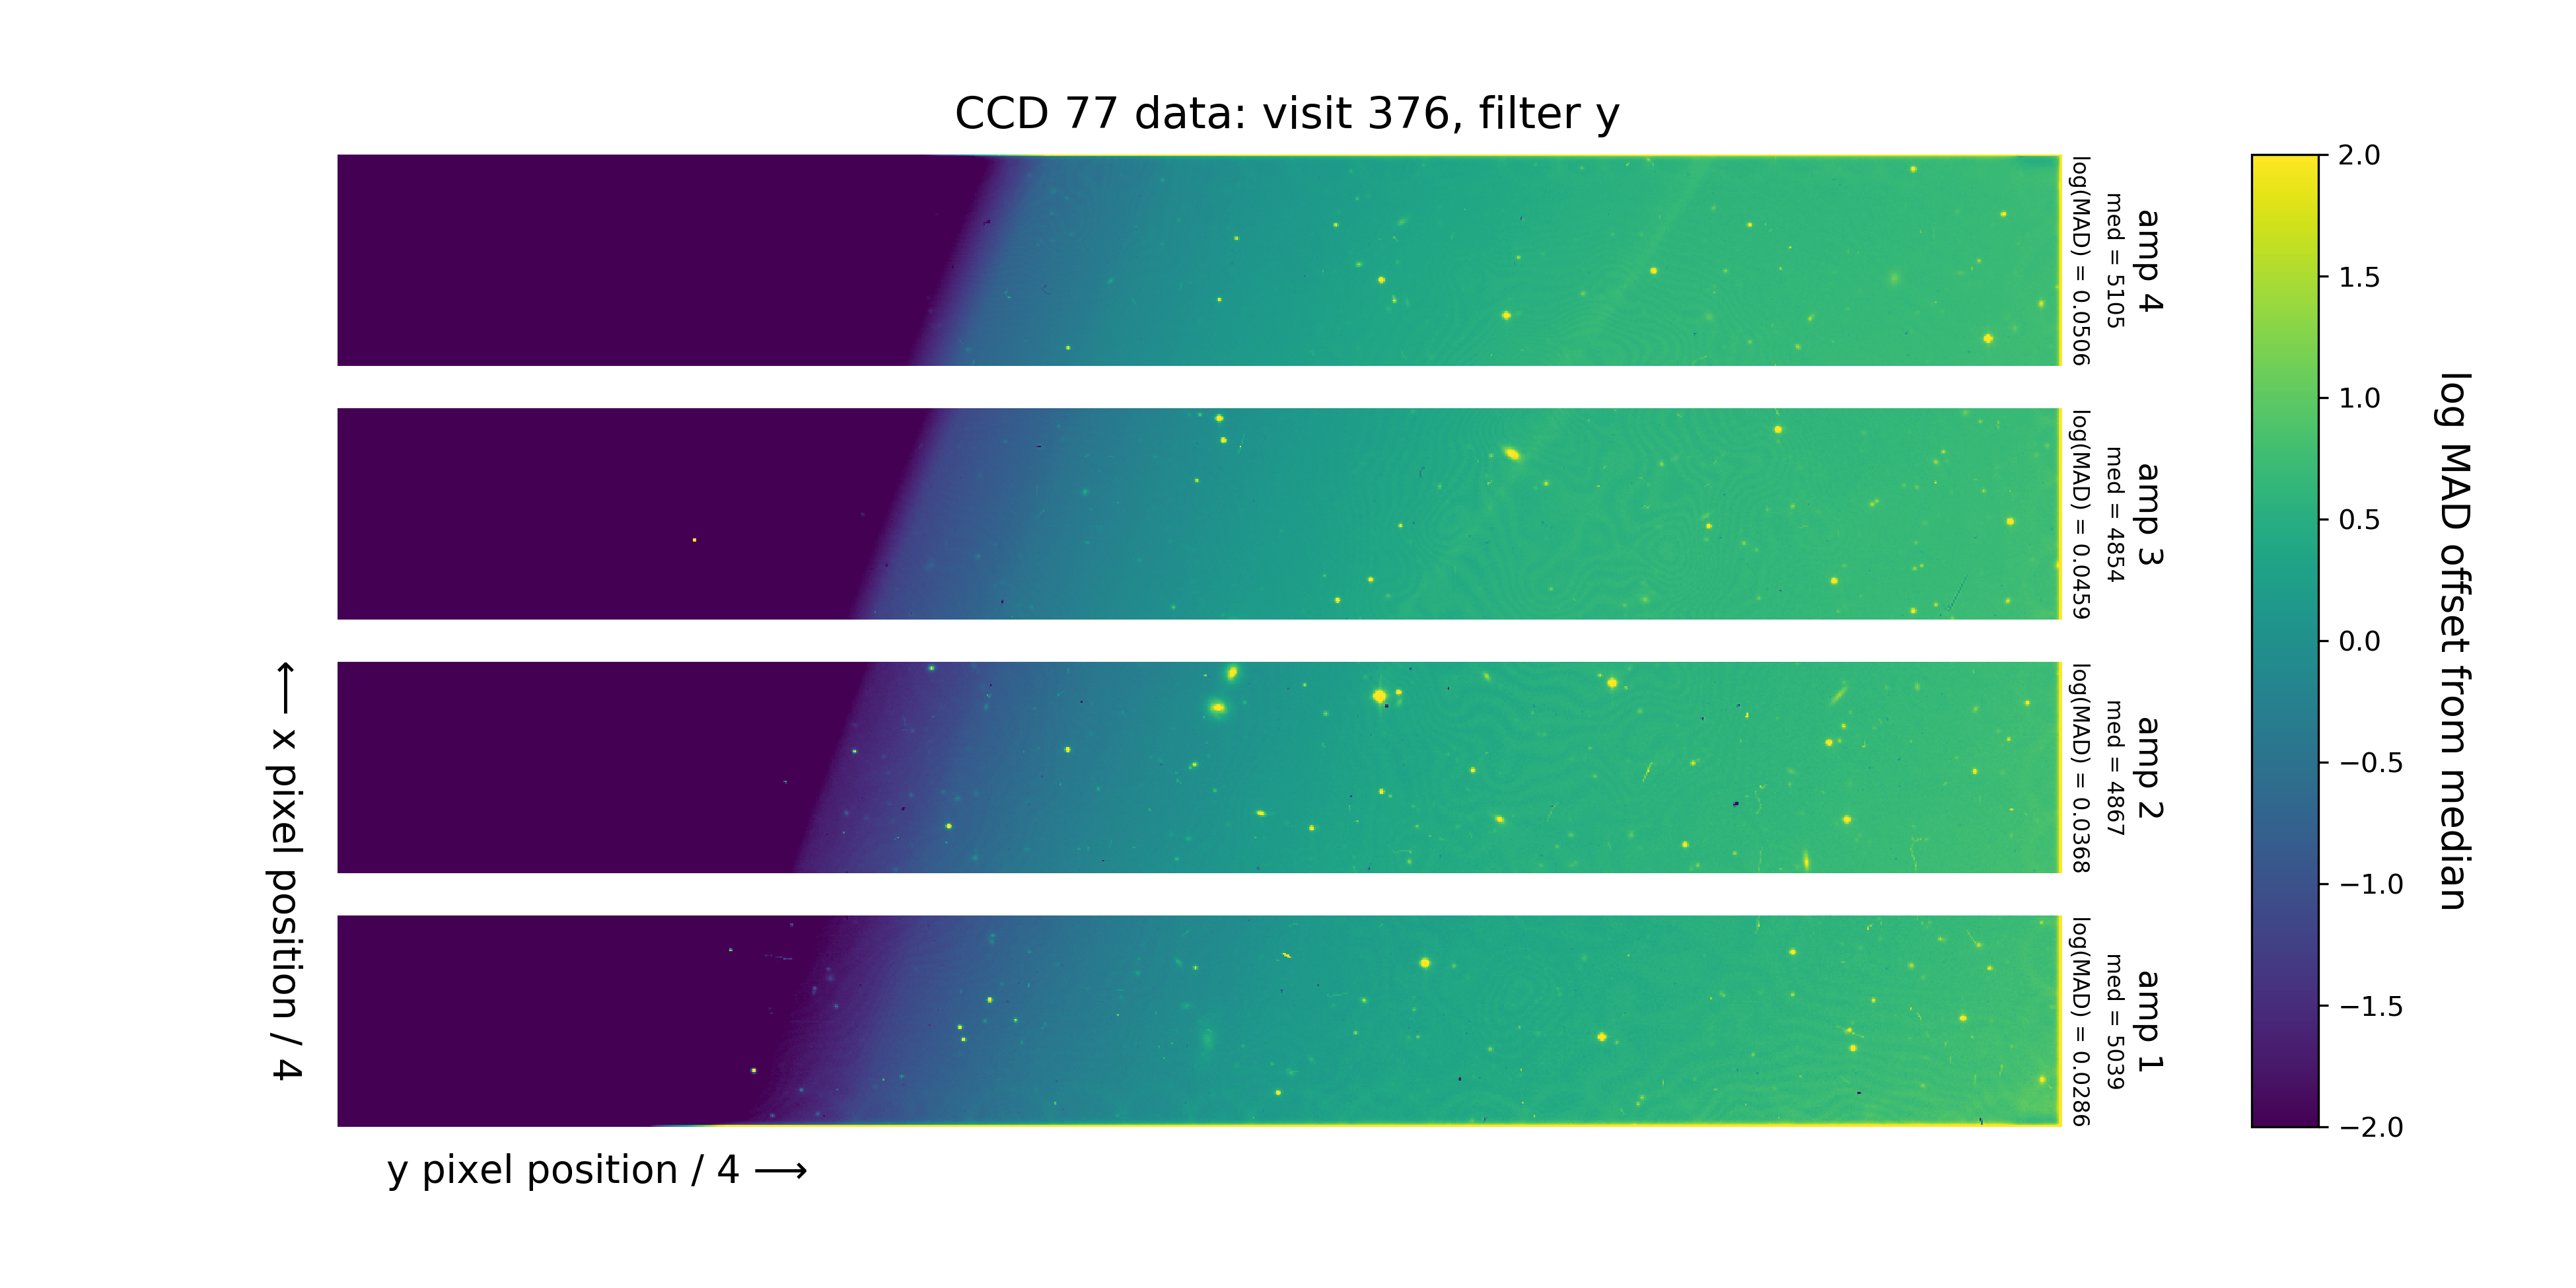 CCD 77 data: visit 376, filter y
amp 4
med = 5105
log(MAD) = 0.0506
amp 3
med = 4854
log(MAD) = 0.0459
amp 2
med = 4867
log(MAD) = 0.0368
amp 1
med = 5039
log(MAD) = 0.0286
⟵ x pixel position / 4
y pixel position / 4 ⟶
2.0
1.5
1.0
0.5
0.0
−0.5
−1.0
−1.5
−2.0
log MAD offset from median